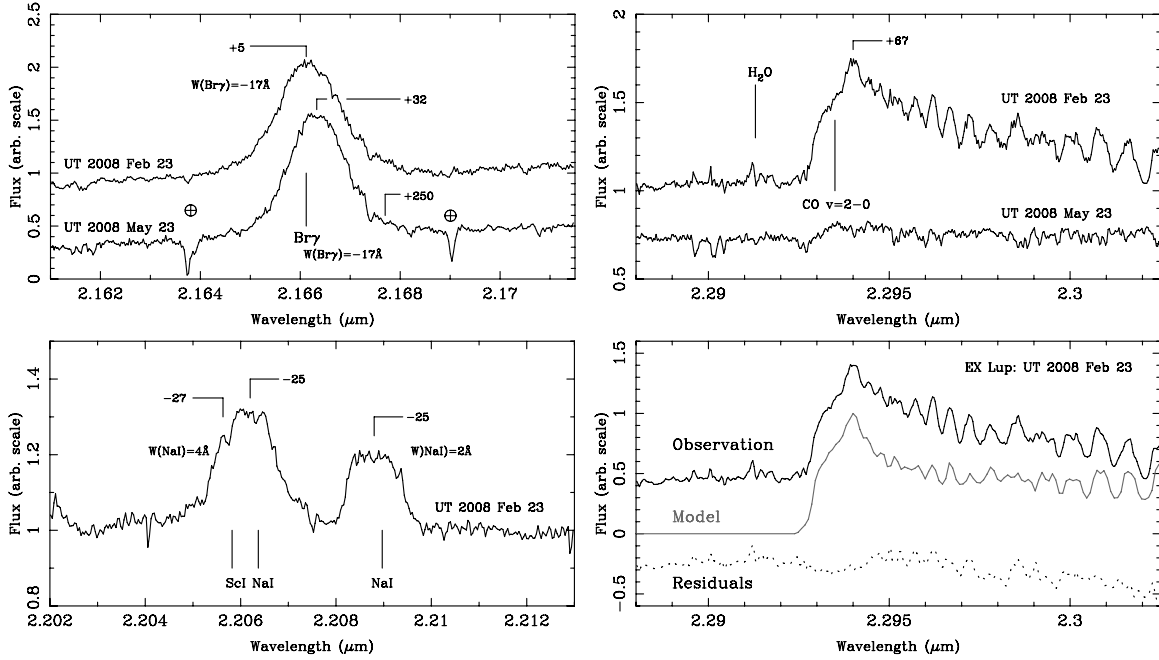 2.5
2
1.5
1
0.5
0
Flux (arb. scale)
+5
W(Brγ)=−17Å
+32
UT 2008 Feb 23
+250
⊕
⊕
UT 2008 May 23
Brγ
W(Brγ)=−17Å
2.162 2.164 2.166 2.168 2.17
Wavelength (μm)
2
1.5
1
0.5
Flux (arb. scale)
+67
H₂O
UT 2008 Feb 23
CO v=2−0
UT 2008 May 23
2.29 2.295 2.3
Wavelength (μm)
1.4
1.2
1
0.8
Flux (arb. scale)
−25
−27
−25
W(NaI)=4Å
W)NaI)=2Å
UT 2008 Feb 23
ScI NaI NaI
2.202 2.204 2.206 2.208 2.21 2.212
Wavelength (μm)
1.5
1
0.5
0
−0.5
Flux (arb. scale)
EX Lup: UT 2008 Feb 23
Observation
Model
Residuals
2.29 2.295 2.3
Wavelength (μm)